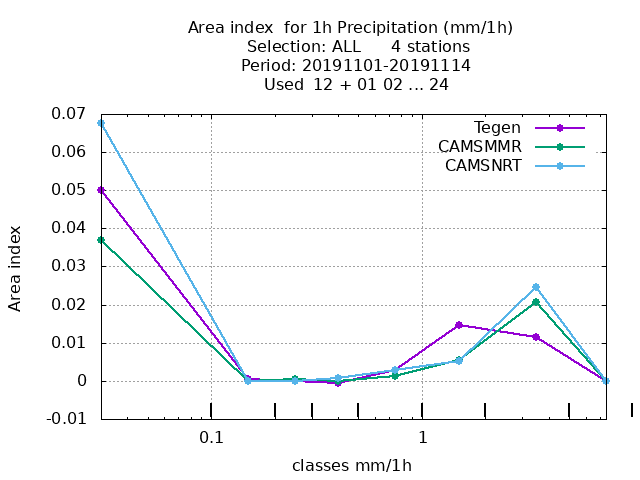 Area index  for 1h Precipitation (mm/1h)
Selection: ALL      4 stations
Period: 20191101-20191114
Used  12 + 01 02 ... 24
0.07
0.06
0.05
0.04
0.03
0.02
0.01
0
-0.01
Area index
Tegen
CAMSMMR
CAMSNRT
0.1
1
classes mm/1h